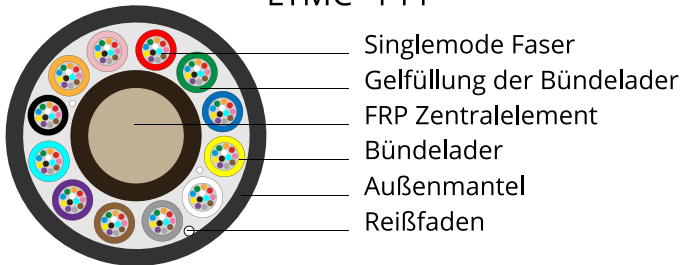 Singlemode Faser
Gelfüllung der Bündelader
FRP Zentralelement
Bündelader
Außenmantel
Reißfaden